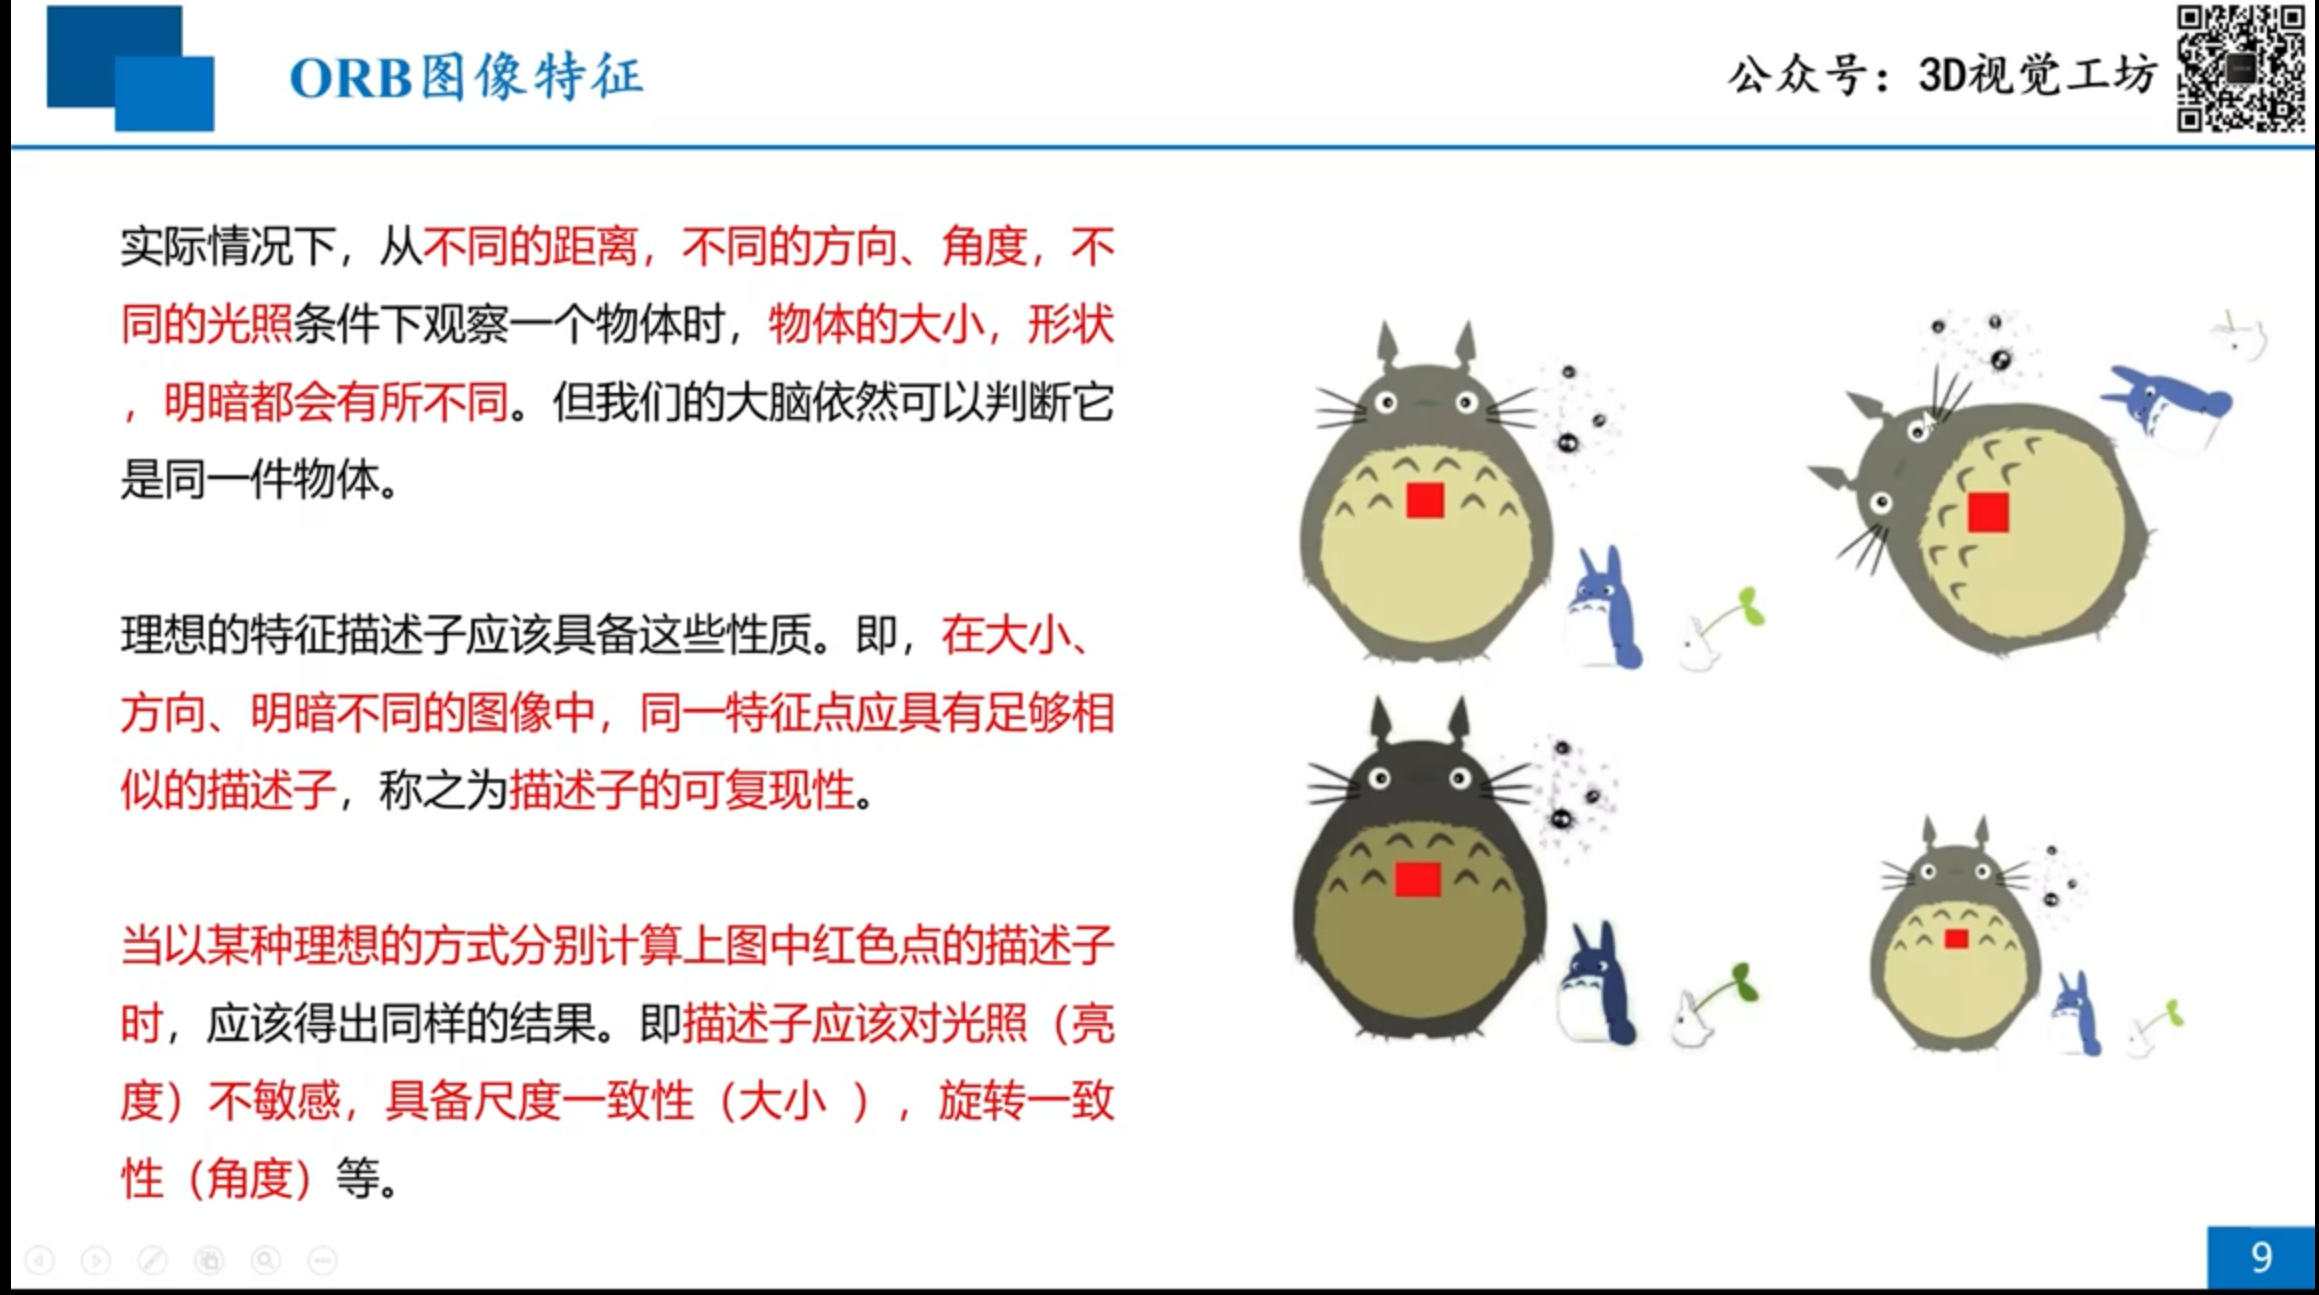 ORB图像特征
公众号：3D视觉工坊
实际情况下，从不同的距离，不同的方向、角度，不
同的光照条件下观察一个物体时，物体的大小，形状
，明暗都会有所不同。但我们的大脑依然可以判断它
是同一件物体。
理想的特征描述子应该具备这些性质。即，在大小、
方向、明暗不同的图像中，同一特征点应具有足够相
似的描述子，称之为描述子的可复现性。
当以某种理想的方式分别计算上图中红色点的描述子
时，应该得出同样的结果。即描述子应该对光照（亮
度）不敏感，具备尺度一致性（大小 ），旋转一致
性（角度）等。
9